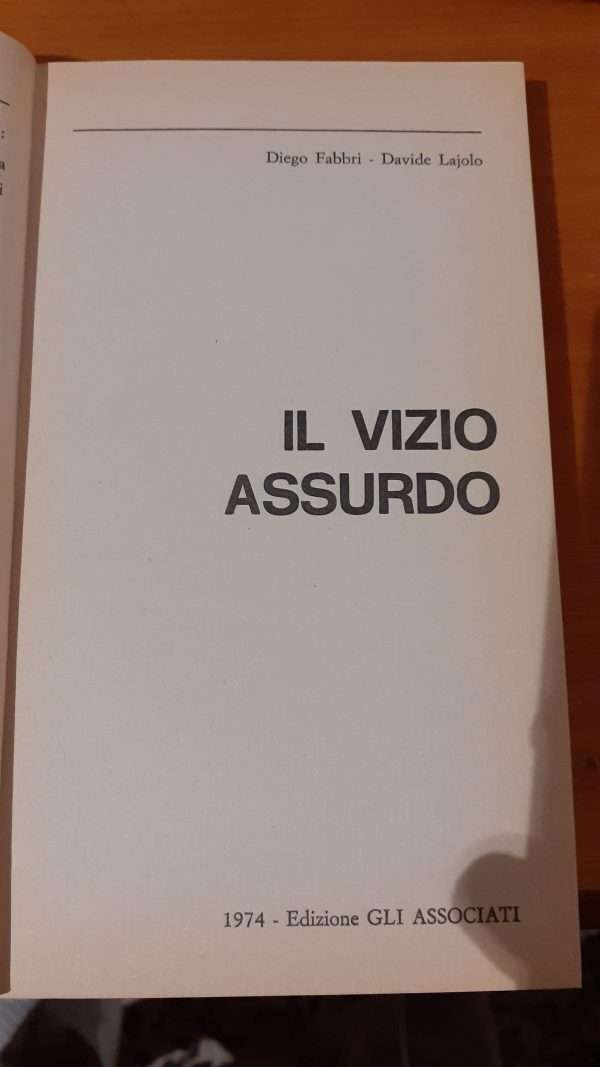 :
a
i
Diego Fabbri - Davide Lajolo
IL VIZIO
ASSURDO
1974 - Edizione GLI ASSOCIATI